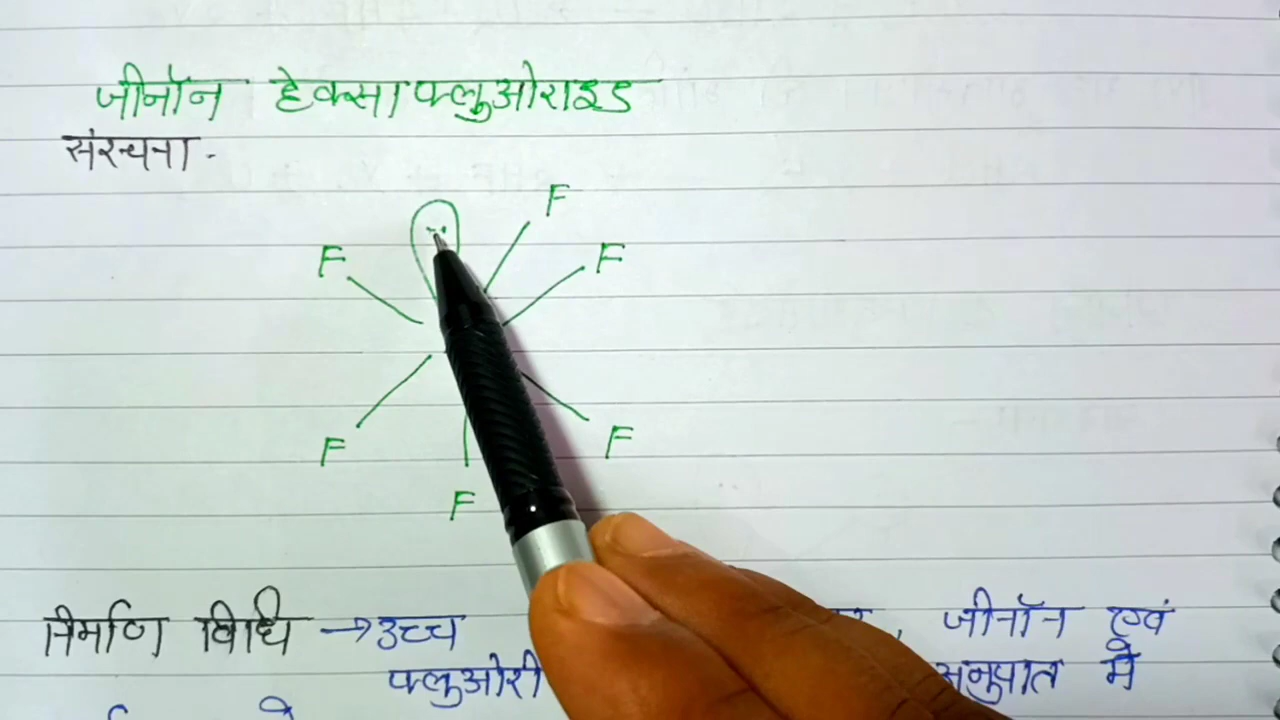 जीनॉन हेक्साफ्लुओराइड
संरचना -
F
F
F
F
F
F
निर्माण विधि → उच्च , जीनॉन एवं
फ्लुओरी अनुपात में